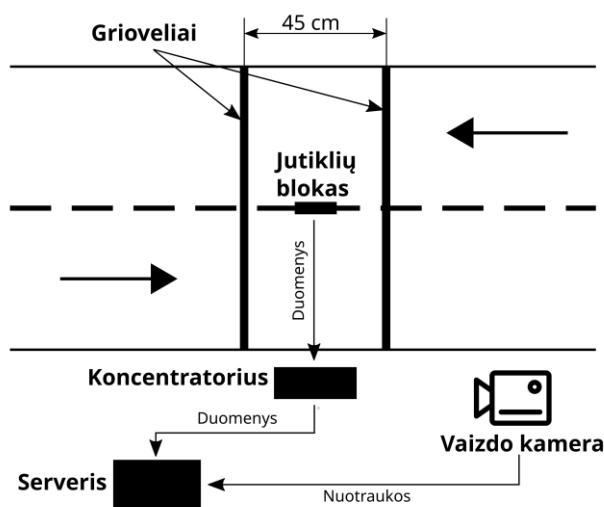 45 cm
Grioveliai
Jutiklių
blokas
Duomenys
Koncentratorius
Duomenys
Vaizdo kamera
Serveris
Nuotraukos